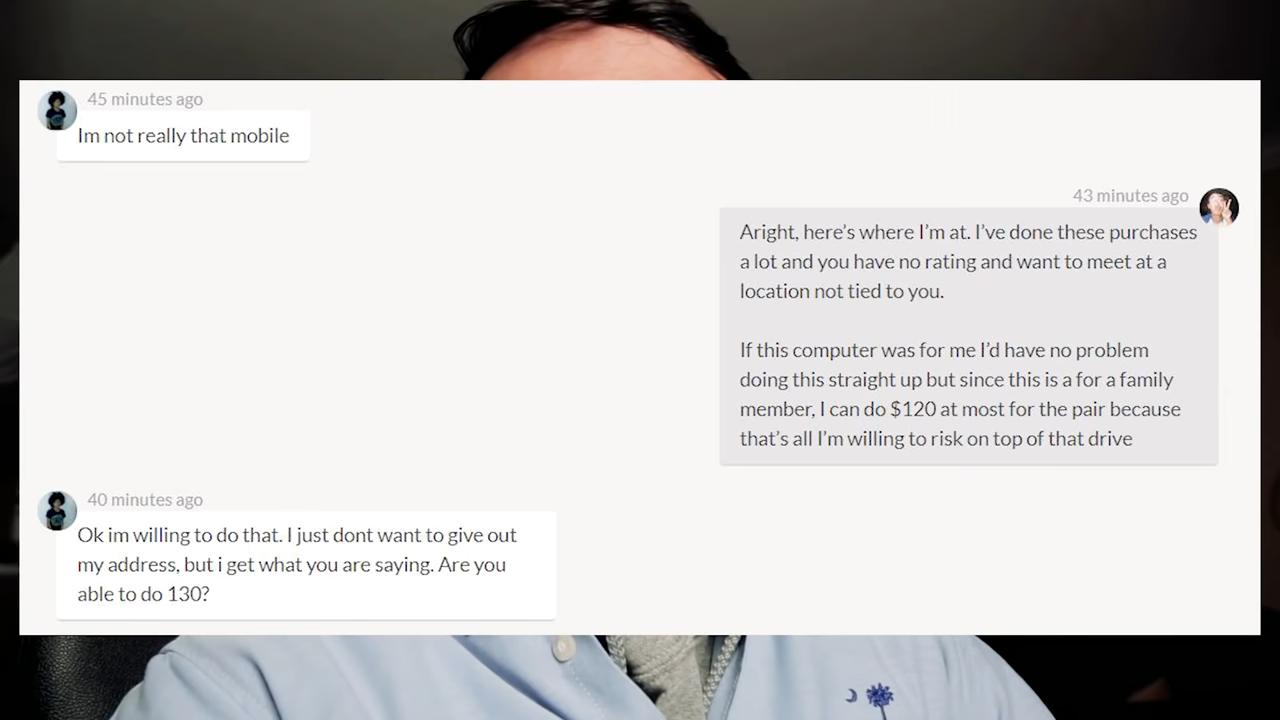 45 minutes ago
Im not really that mobile
43 minutes ago
Aright, here's where I'm at. I've done these purchases
a lot and you have no rating and want to meet at a
location not tied to you.
If this computer was for me I'd have no problem
doing this straight up but since this is a for a family
member, I can do $120 at most for the pair because
that's all I'm willing to risk on top of that drive
40 minutes ago
Ok im willing to do that. I just dont want to give out
my address, but i get what you are saying. Are you
able to do 130?